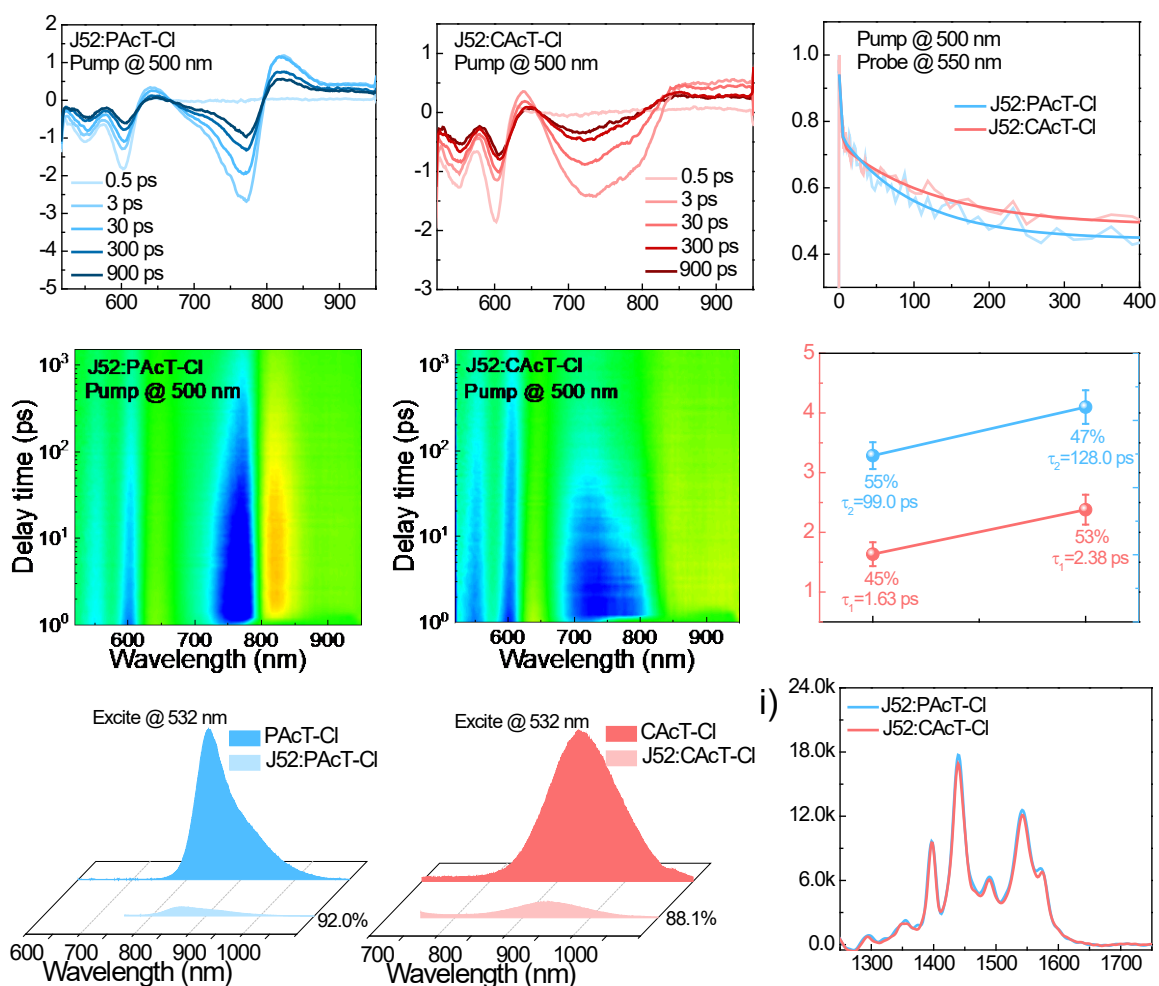 J52:PAcT-Cl
Pump @ 500 nm
2
1
0
-1
-2
-3
-4
-5
0.5 ps
3 ps
30 ps
300 ps
900 ps
600
700
800
900
J52:CAcT-Cl
Pump @ 500 nm
2
1
0
-1
-2
-3
0.5 ps
3 ps
30 ps
300 ps
900 ps
600
700
800
900
Pump @ 500 nm
Probe @ 550 nm
J52:PAcT-Cl
J52:CAcT-Cl
1.0
0.8
0.6
0.4
0
100
200
300
400
J52:PAcT-Cl
Pump @ 500 nm
Delay time (ps)
10³
10²
10¹
10⁰
600
700
800
900
Wavelength (nm)
J52:CAcT-Cl
Pump @ 500 nm
Delay time (ps)
10³
10²
10¹
10⁰
600
700
800
900
Wavelength (nm)
5
4
3
2
1
55%
τ₂=99.0 ps
47%
τ₂=128.0 ps
45%
τ₁=1.63 ps
53%
τ₁=2.38 ps
Excite @ 532 nm
PAcT-Cl
J52:PAcT-Cl
92.0%
600
700
800
900
1000
Wavelength (nm)
Excite @ 532 nm
CAcT-Cl
J52:CAcT-Cl
88.1%
700
800
900
1000
Wavelength (nm)
i)
J52:PAcT-Cl
J52:CAcT-Cl
24.0k
18.0k
12.0k
6.0k
0.0
1300
1400
1500
1600
1700